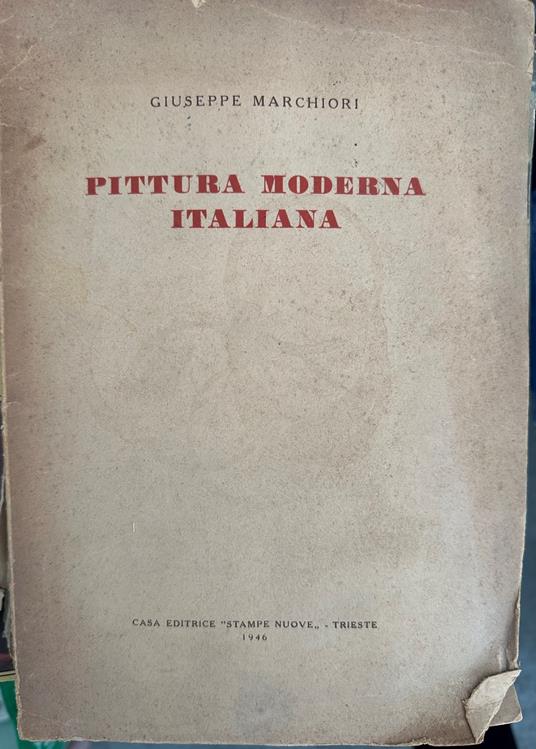 GIUSEPPE MARCHIORI
PITTURA MODERNA
ITALIANA
CASA EDITRICE "STAMPE NUOVE„ - TRIESTE
1946